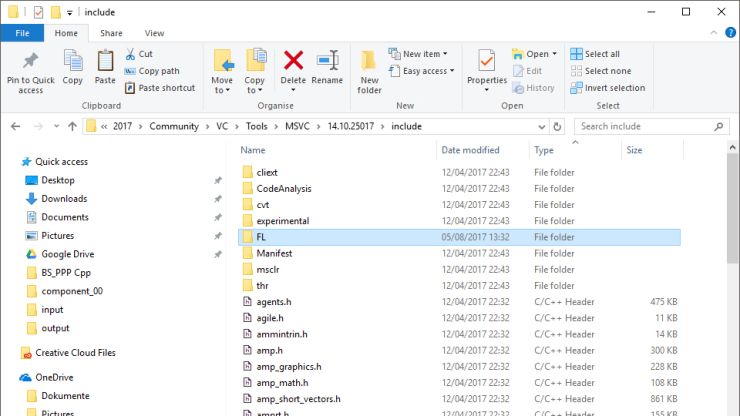 include
File Home Share View
Pin to Quick access
Copy
Paste
Cut
Copy path
Paste shortcut
Clipboard
Move to
Copy to
Delete
Rename
Organise
New folder
New item
Easy access
New
Properties
Open
Edit
History
Open
Select all
Select none
Invert selection
Select
« 2017 > Community > VC > Tools > MSVC > 14.10.25017 > include
Search include
Name Date modified Type Size
Quick access
Desktop
Downloads
Documents
Pictures
Google Drive
BS_PPP Cpp
component_00
input
output
Creative Cloud Files
OneDrive
Dokumente
Pictures
cliext 12/04/2017 22:43 File folder
CodeAnalysis 12/04/2017 22:43 File folder
cvt 12/04/2017 22:43 File folder
experimental 12/04/2017 22:43 File folder
FL 05/08/2017 13:32 File folder
Manifest 12/04/2017 22:43 File folder
msclr 12/04/2017 22:43 File folder
thr 12/04/2017 22:43 File folder
agents.h 12/04/2017 22:32 C/C++ Header 475 KB
agile.h 12/04/2017 22:32 C/C++ Header 11 KB
ammintrin.h 12/04/2017 22:32 C/C++ Header 14 KB
amp.h 12/04/2017 22:32 C/C++ Header 300 KB
amp_graphics.h 12/04/2017 22:32 C/C++ Header 228 KB
amp_math.h 12/04/2017 22:32 C/C++ Header 108 KB
amp_short_vectors.h 12/04/2017 22:32 C/C++ Header 861 KB
amprt.h 12/04/2017 22:32 C/C++ Header 155 KB